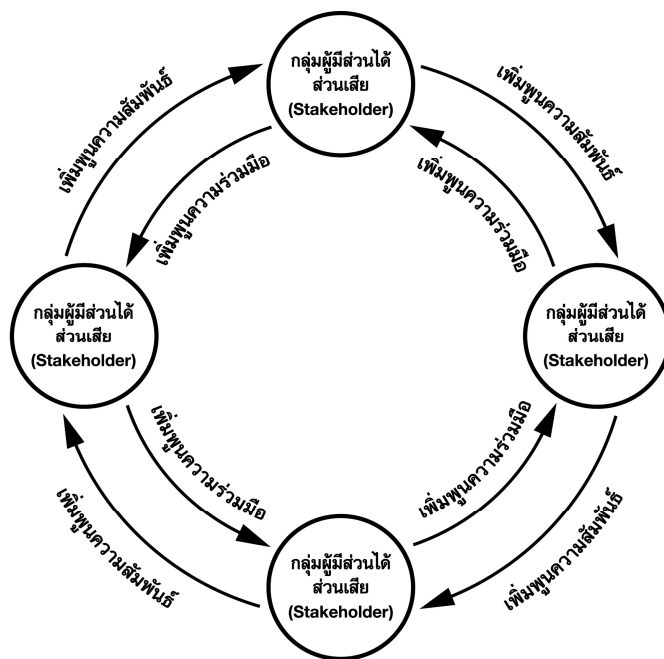 กลุ่มผู้มีส่วนได้
ส่วนเสีย
(Stakeholder)
เพิ่มพูนความสัมพันธ์
เพิ่มพูนความสัมพันธ์
เพิ่มพูนความร่วมมือ
เพิ่มพูนความร่วมมือ
กลุ่มผู้มีส่วนได้
ส่วนเสีย
(Stakeholder)
กลุ่มผู้มีส่วนได้
ส่วนเสีย
(Stakeholder)
เพิ่มพูนความร่วมมือ
เพิ่มพูนความร่วมมือ
เพิ่มพูนความสัมพันธ์
เพิ่มพูนความสัมพันธ์
กลุ่มผู้มีส่วนได้
ส่วนเสีย
(Stakeholder)